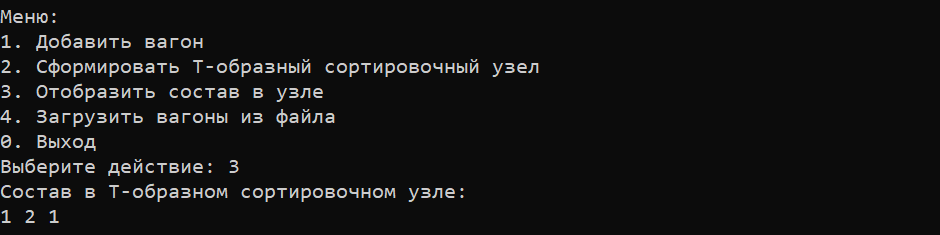 Меню:
1. Добавить вагон
2. Сформировать Т-образный сортировочный узел
3. Отобразить состав в узле
4. Загрузить вагоны из файла
0. Выход
Выберите действие: 3
Состав в Т-образном сортировочном узле:
1 2 1